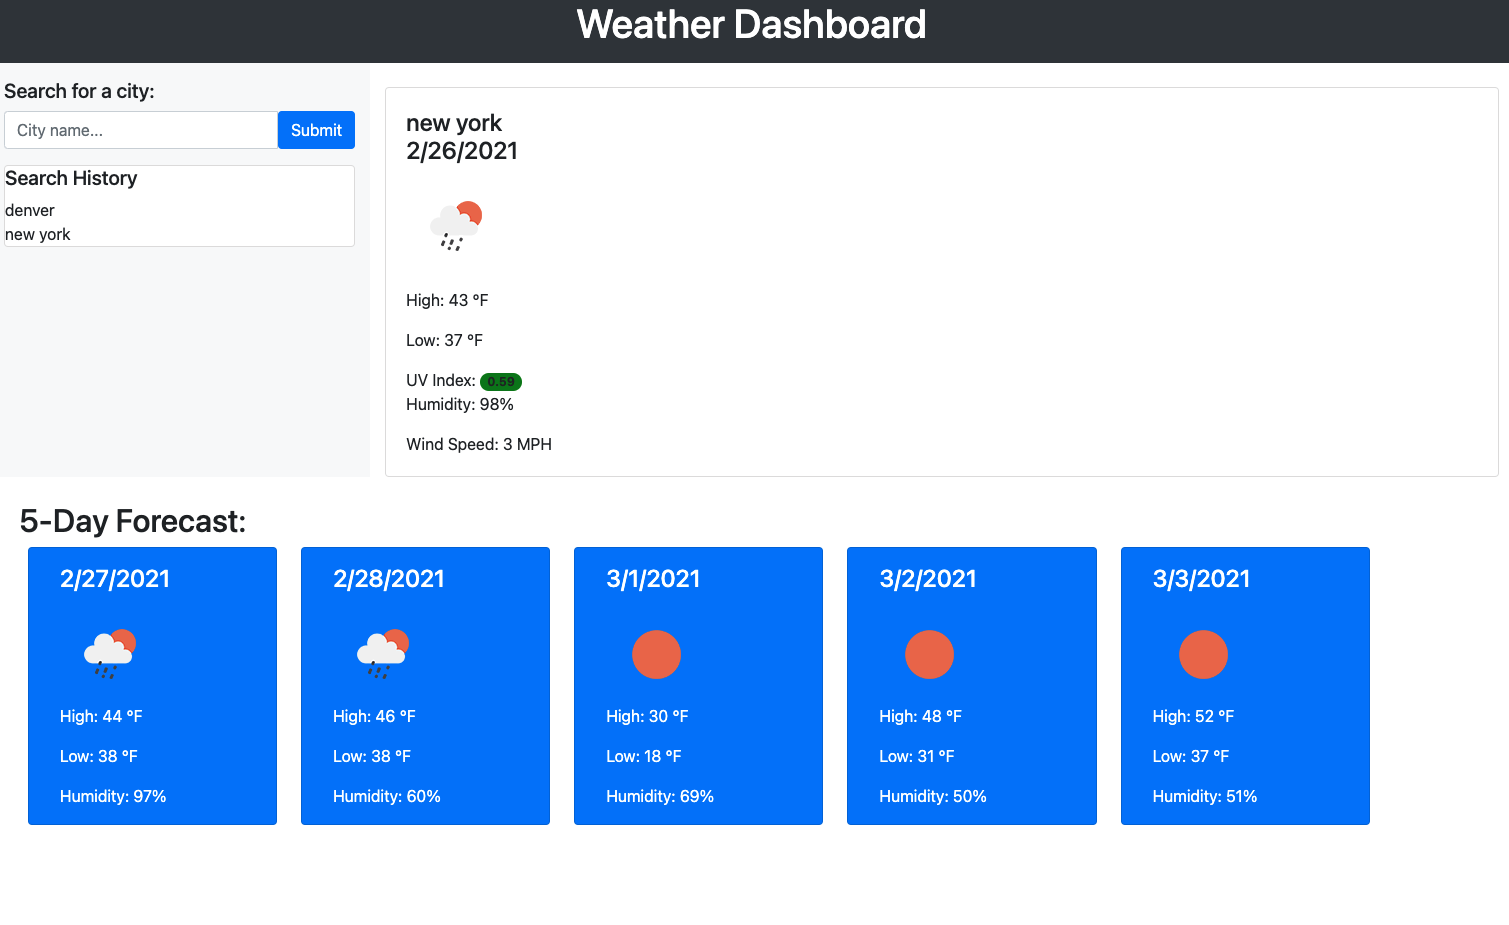 Weather Dashboard
Search for a city:
City name...
Submit
Search History
denver
new york
new york
2/26/2021
High: 43 °F
Low: 37 °F
UV Index: 0.59
Humidity: 98%
Wind Speed: 3 MPH
5-Day Forecast:
2/27/2021
High: 44 °F
Low: 38 °F
Humidity: 97%
2/28/2021
High: 46 °F
Low: 38 °F
Humidity: 60%
3/1/2021
High: 30 °F
Low: 18 °F
Humidity: 69%
3/2/2021
High: 48 °F
Low: 31 °F
Humidity: 50%
3/3/2021
High: 52 °F
Low: 37 °F
Humidity: 51%